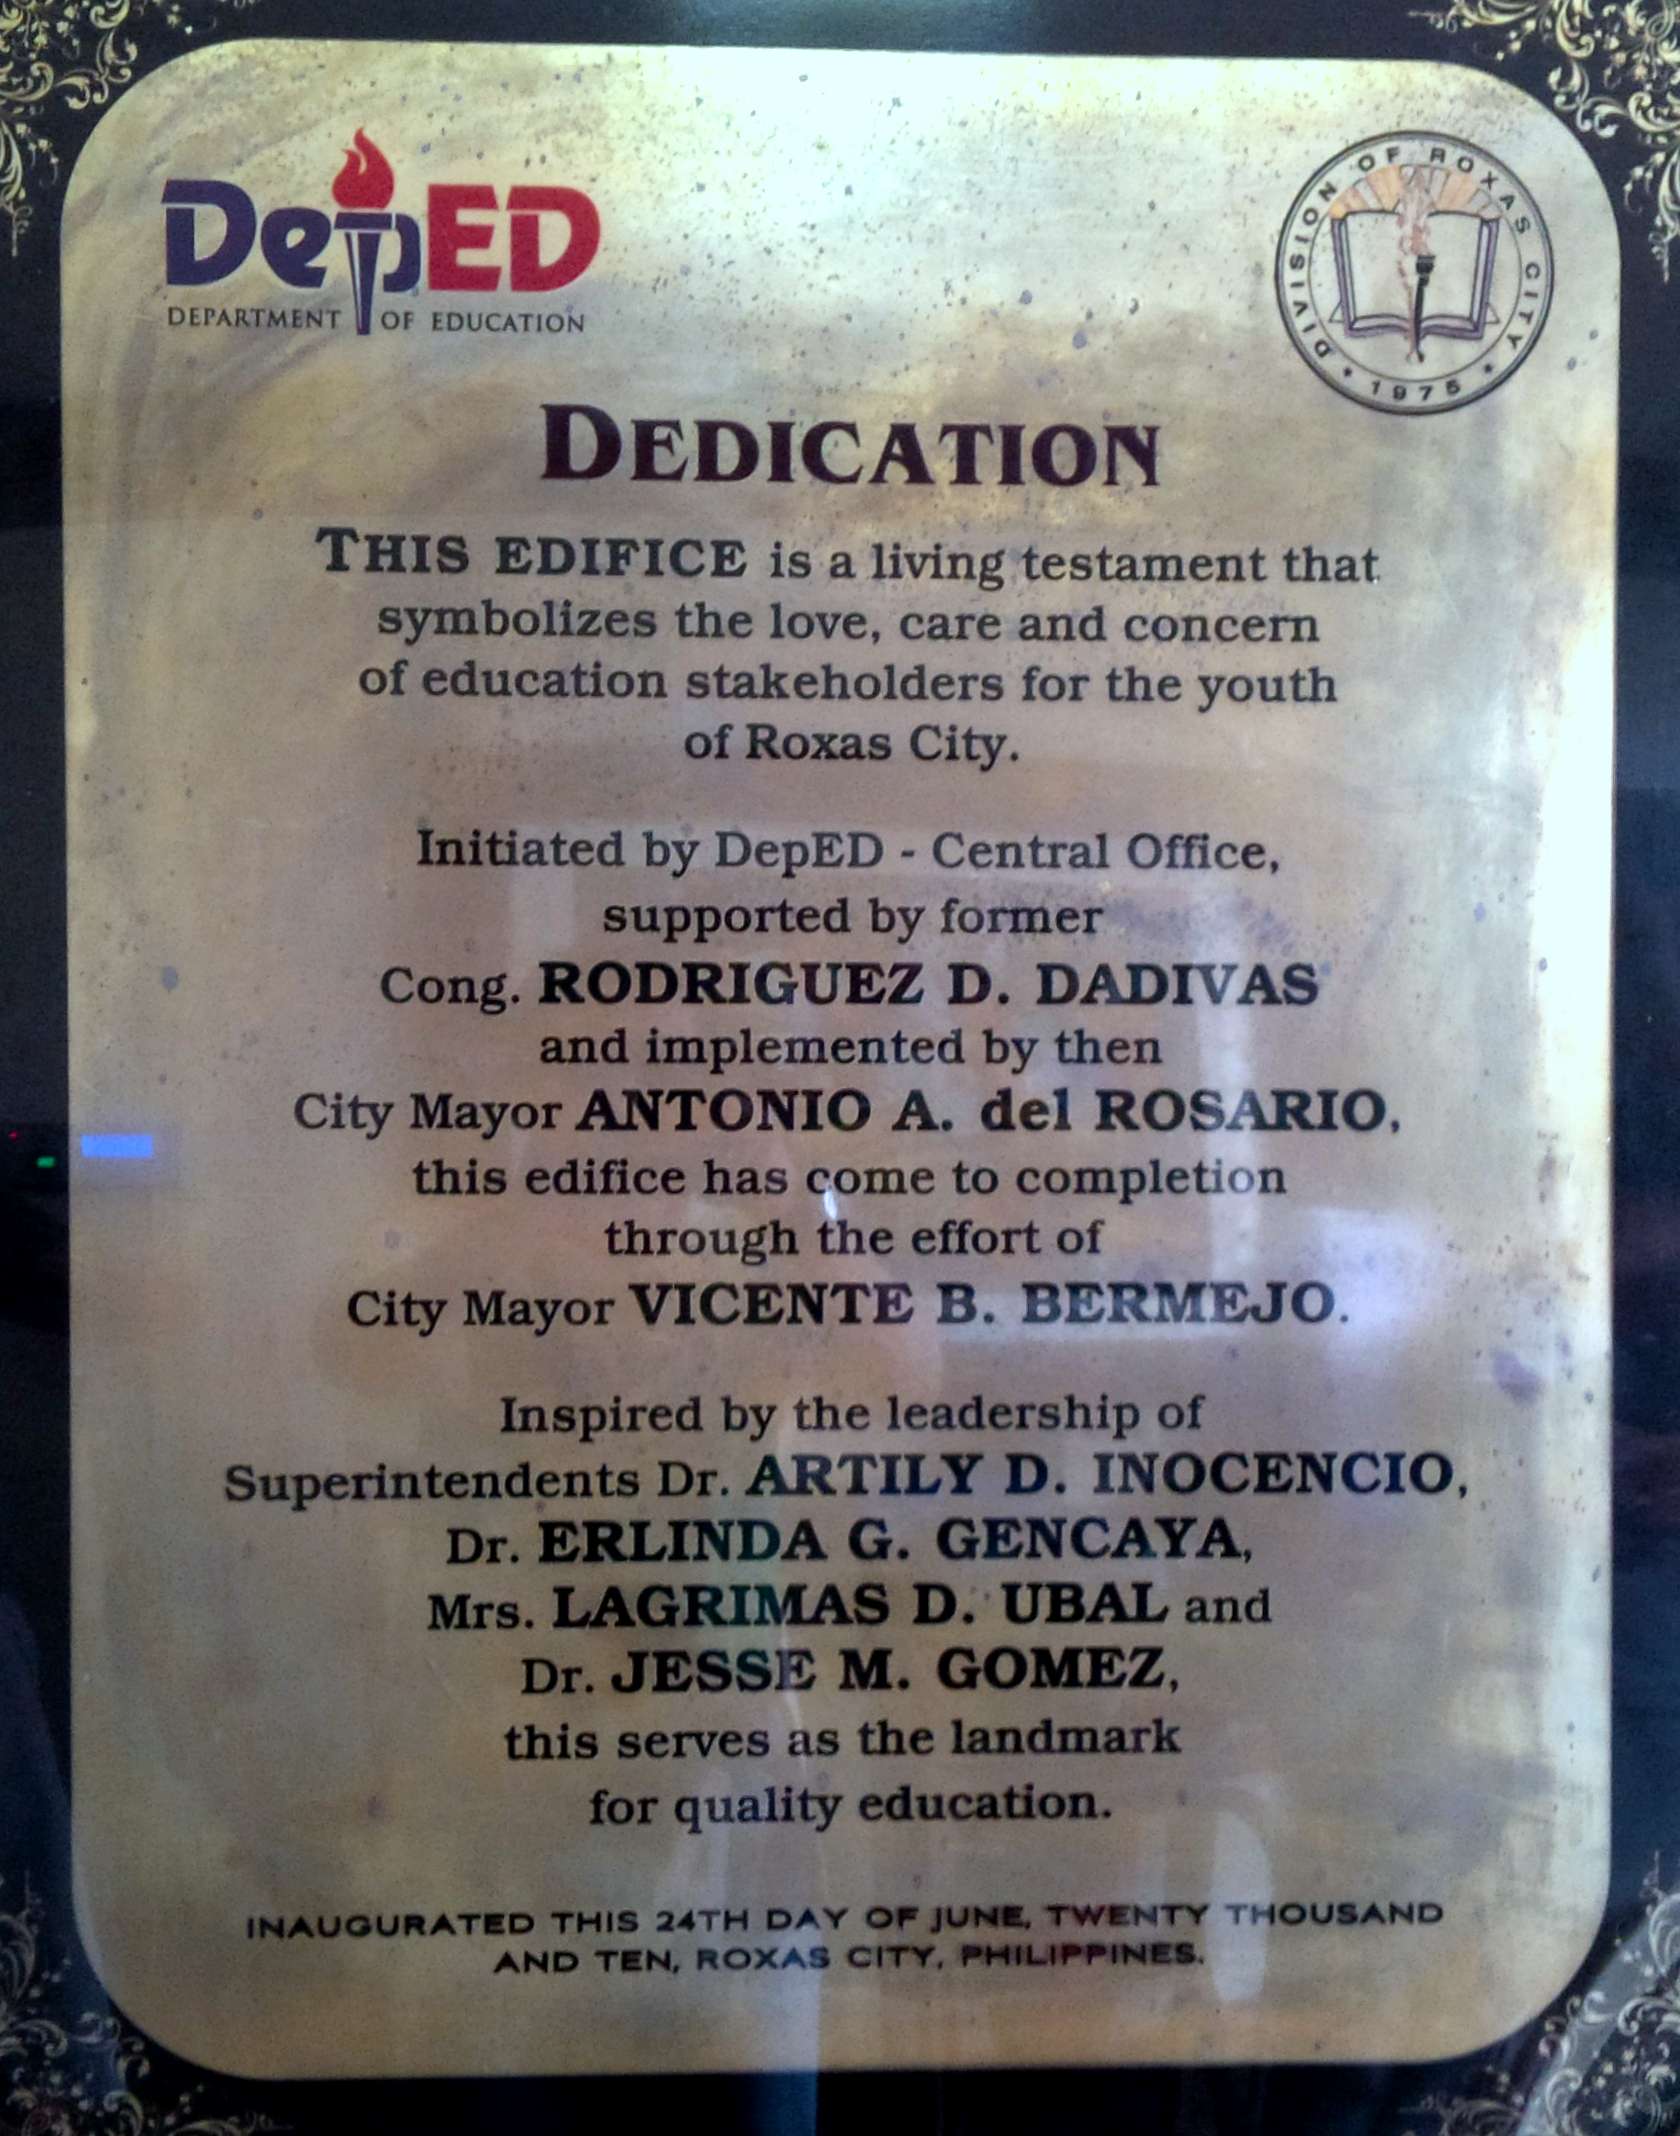 DepED
DEPARTMENT OF EDUCATION
DIVISION OF ROXAS CITY
1975
DEDICATION
THIS EDIFICE is a living testament that
symbolizes the love, care and concern
of education stakeholders for the youth
of Roxas City.
Initiated by DepED - Central Office,
supported by former
Cong. RODRIGUEZ D. DADIVAS
and implemented by then
City Mayor ANTONIO A. del ROSARIO,
this edifice has come to completion
through the effort of
City Mayor VICENTE B. BERMEJO.
Inspired by the leadership of
Superintendents Dr. ARTILY D. INOCENCIO,
Dr. ERLINDA G. GENCAYA,
Mrs. LAGRIMAS D. UBAL and
Dr. JESSE M. GOMEZ,
this serves as the landmark
for quality education.
INAUGURATED THIS 24TH DAY OF JUNE, TWENTY THOUSAND
AND TEN, ROXAS CITY, PHILIPPINES.